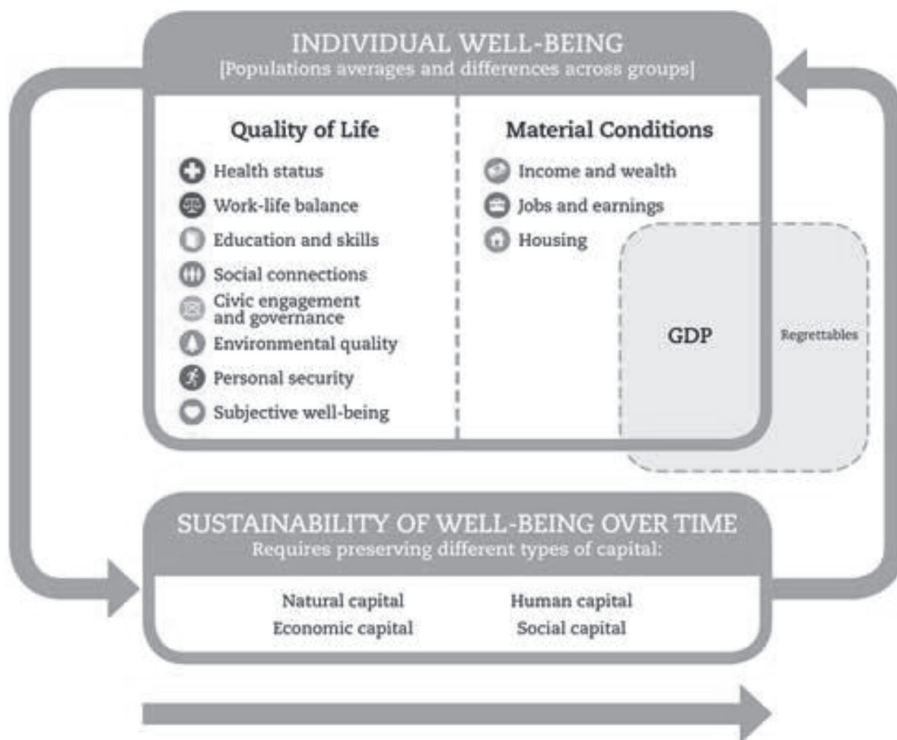 INDIVIDUAL WELL-BEING
[Populations averages and differences across groups]
Quality of Life
Health status
Work-life balance
Education and skills
Social connections
Civic engagement
and governance
Environmental quality
Personal security
Subjective well-being
Material Conditions
Income and wealth
Jobs and earnings
Housing
GDP
Regrettables
SUSTAINABILITY OF WELL-BEING OVER TIME
Requires preserving different types of capital:
Natural capital
Human capital
Economic capital
Social capital